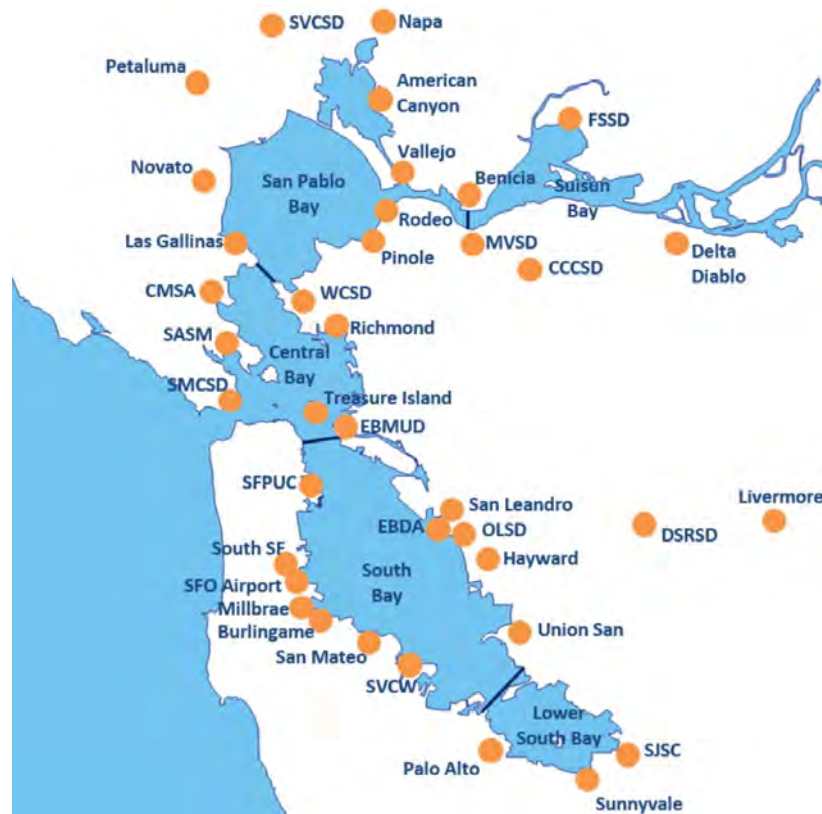 SVCSD
Napa
Petaluma
American
Canyon
FSSD
Vallejo
Novato
San Pablo
Bay
Benicia
Suisun
Bay
Rodeo
Las Gallinas
Pinole
MVSD
Delta
Diablo
CCCSD
CMSA
WCSD
Richmond
SASM
Central
Bay
SMCSD
Treasure Island
EBMUD
SFPUC
San Leandro
Livermore
EBDA
OLSD
DSRSD
South SF
Hayward
SFO Airport
South
Bay
Millbrae
Burlingame
Union San
San Mateo
SVCW
Lower
South Bay
Palo Alto
SJSC
Sunnyvale